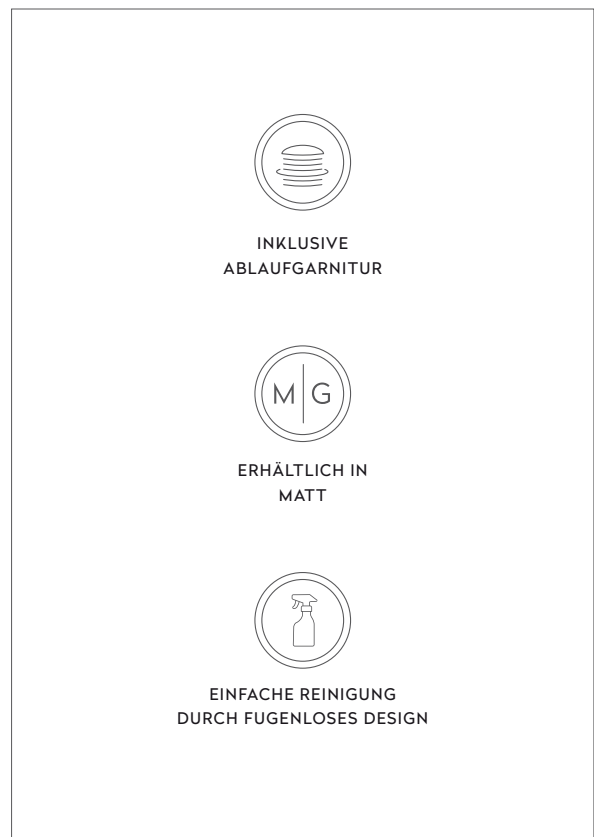 INKLUSIVE
ABLAUFGARNITUR
M|G
ERHÄLTLICH IN
MATT
EINFACHE REINIGUNG
DURCH FUGENLOSES DESIGN